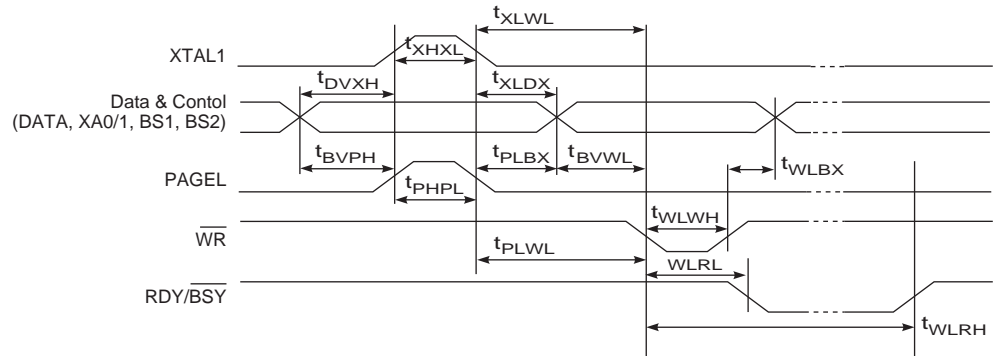 tXLWL
XTAL1
tXHXL
tDVXH
tXLDX
Data & Contol
(DATA, XA0/1, BS1, BS2)
tBVPH
tPLBX
tBVWL
tWLBX
PAGEL
tPHPL
WR
tWLWH
tPLWL
WLRL
RDY/BSY
tWLRH